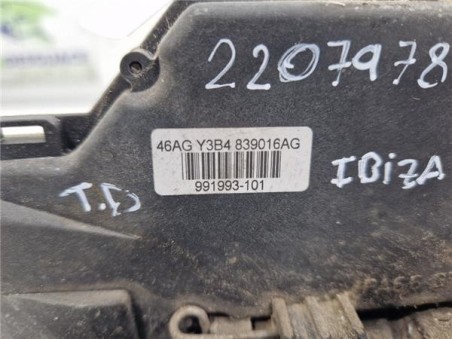 2207978
46AG Y3B4 839016AG
991993-101
T.D
IBiZA